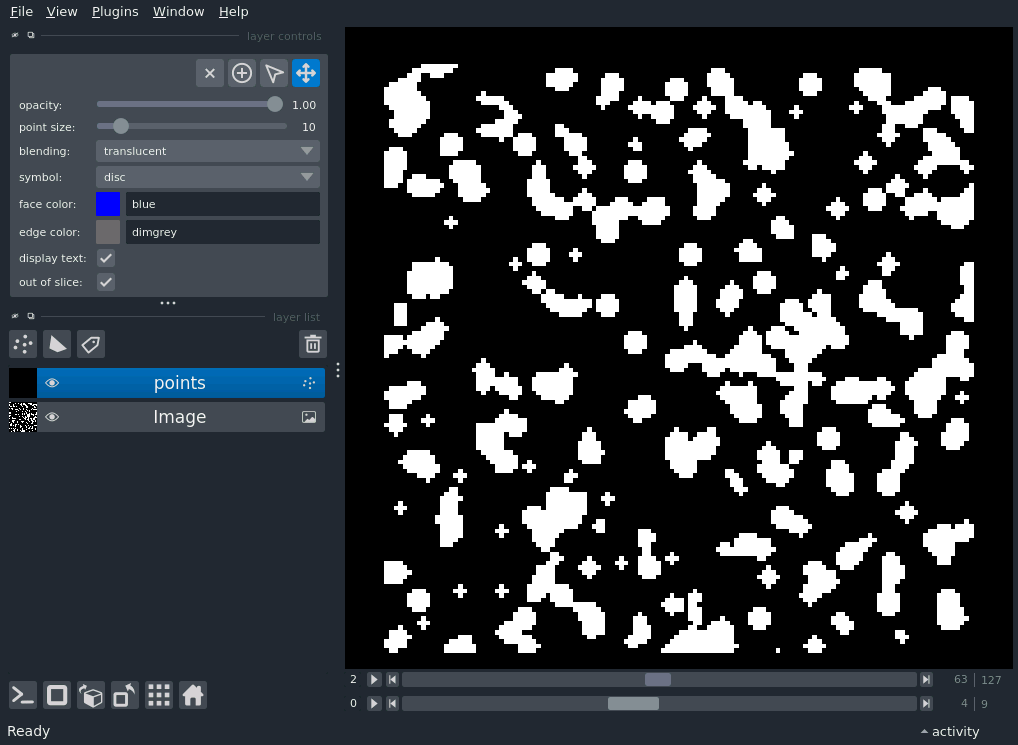 File View Plugins Window Help
layer controls
opacity: 1.00
point size: 10
blending: translucent
symbol: disc
face color: blue
edge color: dimgrey
display text:
out of slice:
layer list
points
Image
2 63 127
0 4 9
Ready activity